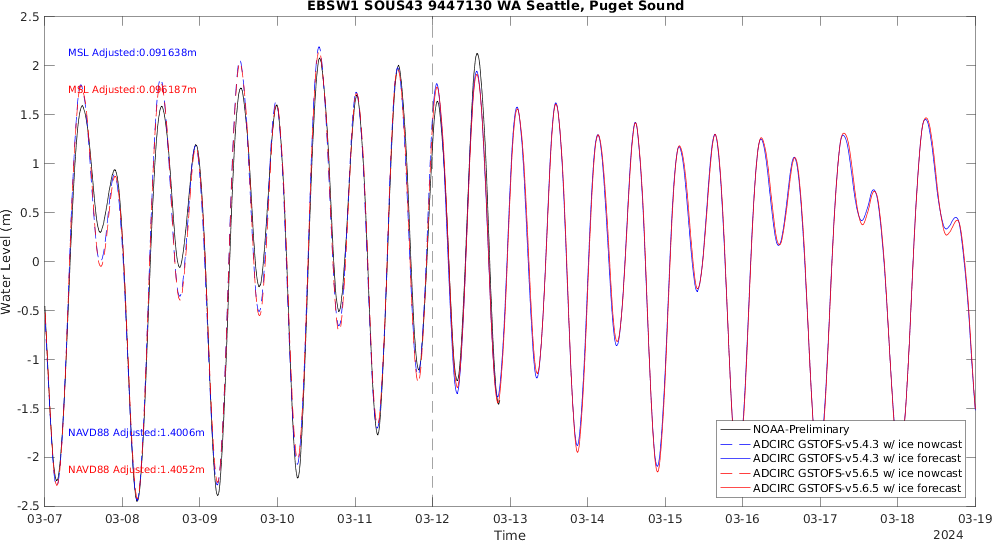 EBSW1 SOUS43 9447130 WA Seattle, Puget Sound
2.5
2
1.5
1
0.5
0
-0.5
-1
-1.5
-2
-2.5
Water Level (m)
MSL Adjusted:0.091638m
MSL Adjusted:0.096187m
NAVD88 Adjusted:1.4006m
NAVD88 Adjusted:1.4052m
NOAA-Preliminary
ADCIRC GSTOFS-v5.4.3 w/ ice nowcast
ADCIRC GSTOFS-v5.4.3 w/ ice forecast
ADCIRC GSTOFS-v5.6.5 w/ ice nowcast
ADCIRC GSTOFS-v5.6.5 w/ ice forecast
03-07 03-08 03-09 03-10 03-11 03-12 03-13 03-14 03-15 03-16 03-17 03-18 03-19
Time
2024